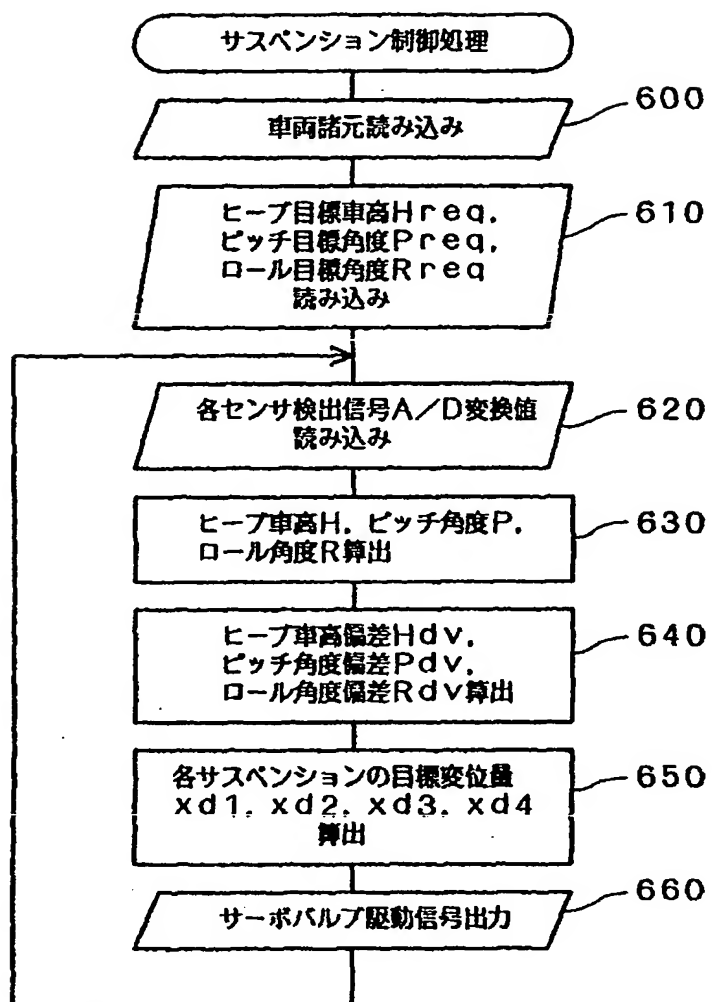 サスペンション制御処理
車両諸元読み込み
600
ヒーブ目標車高Hreq,
ピッチ目標角度Preq,
ロール目標角度Rreq
読み込み
610
各センサ検出信号A/D変換値
読み込み
620
ヒーブ車高H, ピッチ角度P,
ロール角度R算出
630
ヒーブ車高偏差Hdv,
ピッチ角度偏差Pdv,
ロール角度偏差Rdv算出
640
各サスペンションの目標変位量
xd1, xd2, xd3, xd4
算出
650
サーボバルブ駆動信号出力
660